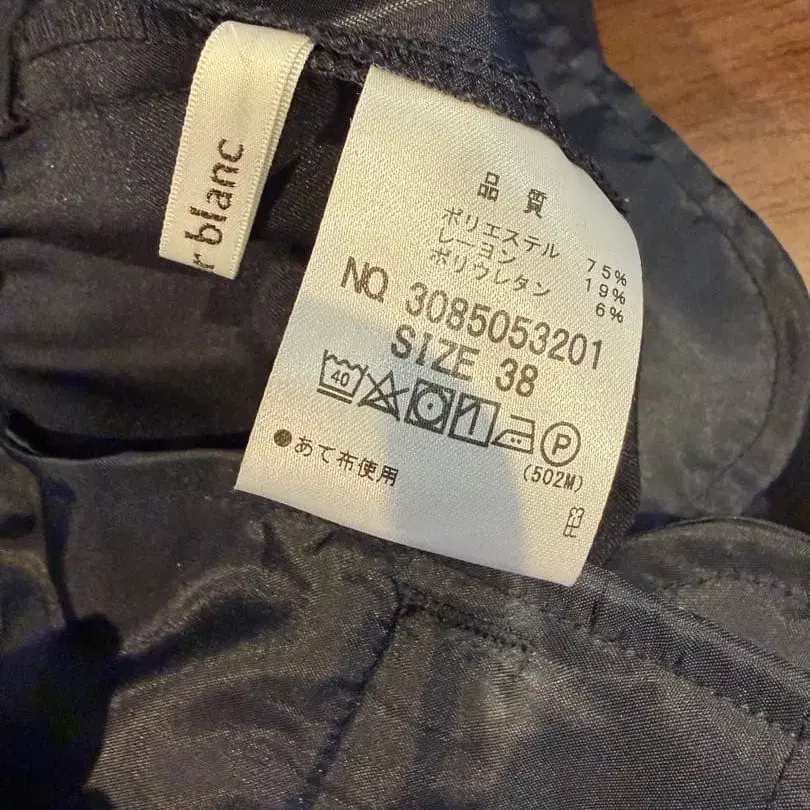 r blanc
品質
ポリエステル 75%
レーヨン 19%
ポリウレタン 6%
NO 3085053201
SIZE 38
40
P
●あて布使用
(502M)